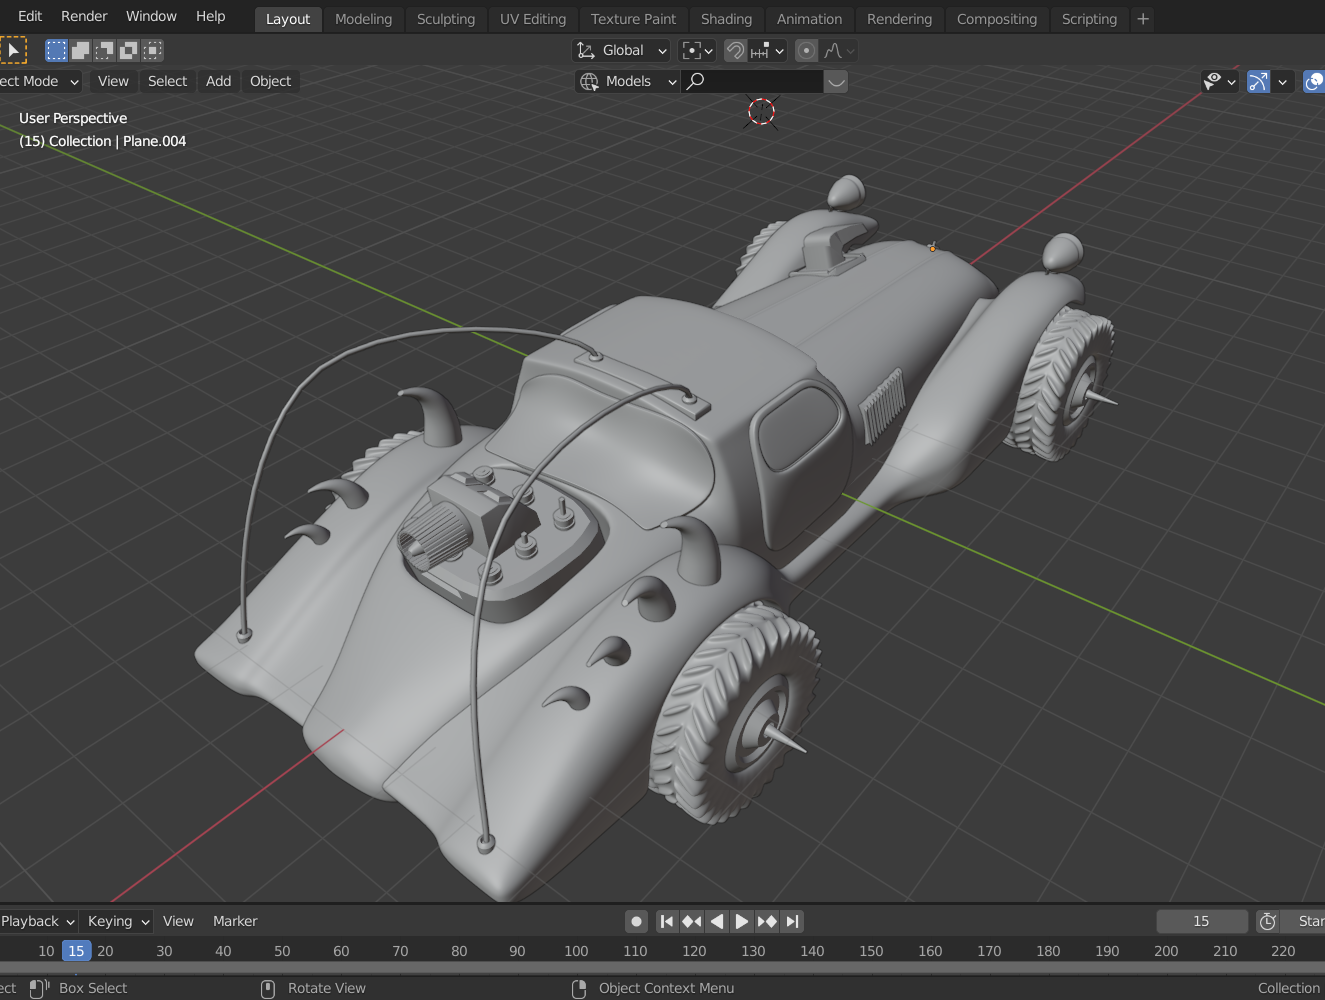 Edit Render Window Help Layout Modeling Sculpting UV Editing Texture Paint Shading Animation Rendering Compositing Scripting +
Global
ect Mode View Select Add Object Models
User Perspective
(15) Collection | Plane.004
Playback Keying View Marker 15 Star
10 15 20 30 40 50 60 70 80 90 100 110 120 130 140 150 160 170 180 190 200 210 220
ect Box Select Rotate View Object Context Menu Collection